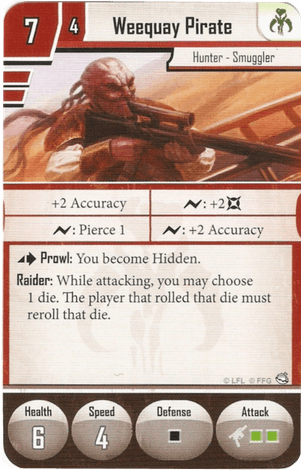 7 4 Weequay Pirate
Hunter - Smuggler
+2 Accuracy : +2
: Pierce 1 : +2 Accuracy
Prowl: You become Hidden.
Raider: While attacking, you may choose
1 die. The player that rolled that die must
reroll that die.
© LFL © FFG
Health Speed Defense Attack
6 4